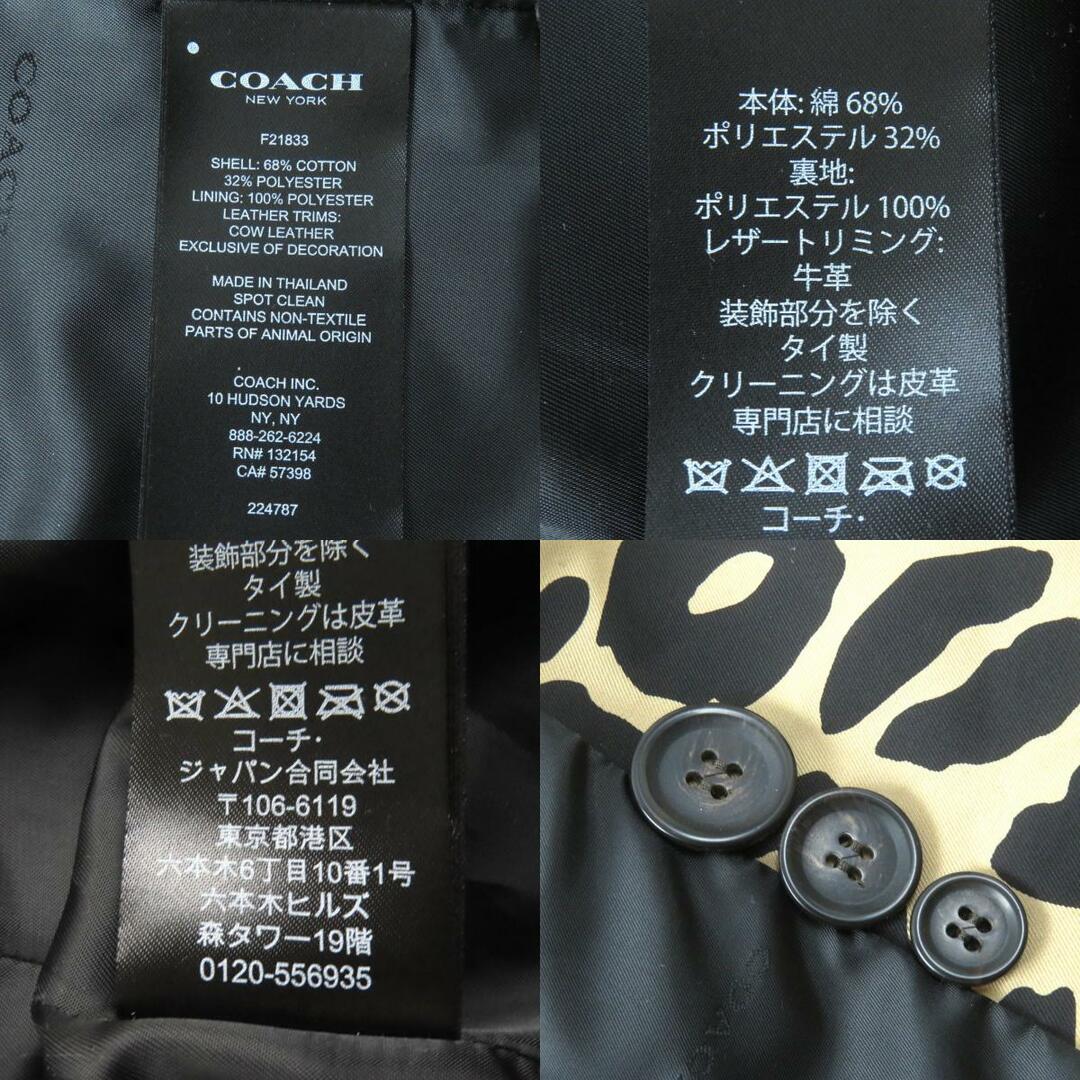 COACH
COACH
NEW YORK
F21833
SHELL: 68% COTTON
32% POLYESTER
LINING: 100% POLYESTER
LEATHER TRIMS:
COW LEATHER
EXCLUSIVE OF DECORATION
MADE IN THAILAND
SPOT CLEAN
CONTAINS NON-TEXTILE
PARTS OF ANIMAL ORIGIN
COACH INC.
10 HUDSON YARDS
NY, NY
888-262-6224
RN# 132154
CA# 57398
224787
本体: 綿 68%
ポリエステル 32%
裏地:
ポリエステル 100%
レザートリミング:
牛革
装飾部分を除く
タイ製
クリーニングは皮革
専門店に相談
コーチ・
装飾部分を除く
タイ製
クリーニングは皮革
専門店に相談
コーチ・
ジャパン合同会社
〒106-6119
東京都港区
六本木6丁目10番1号
六本木ヒルズ
森タワー19階
0120-556935